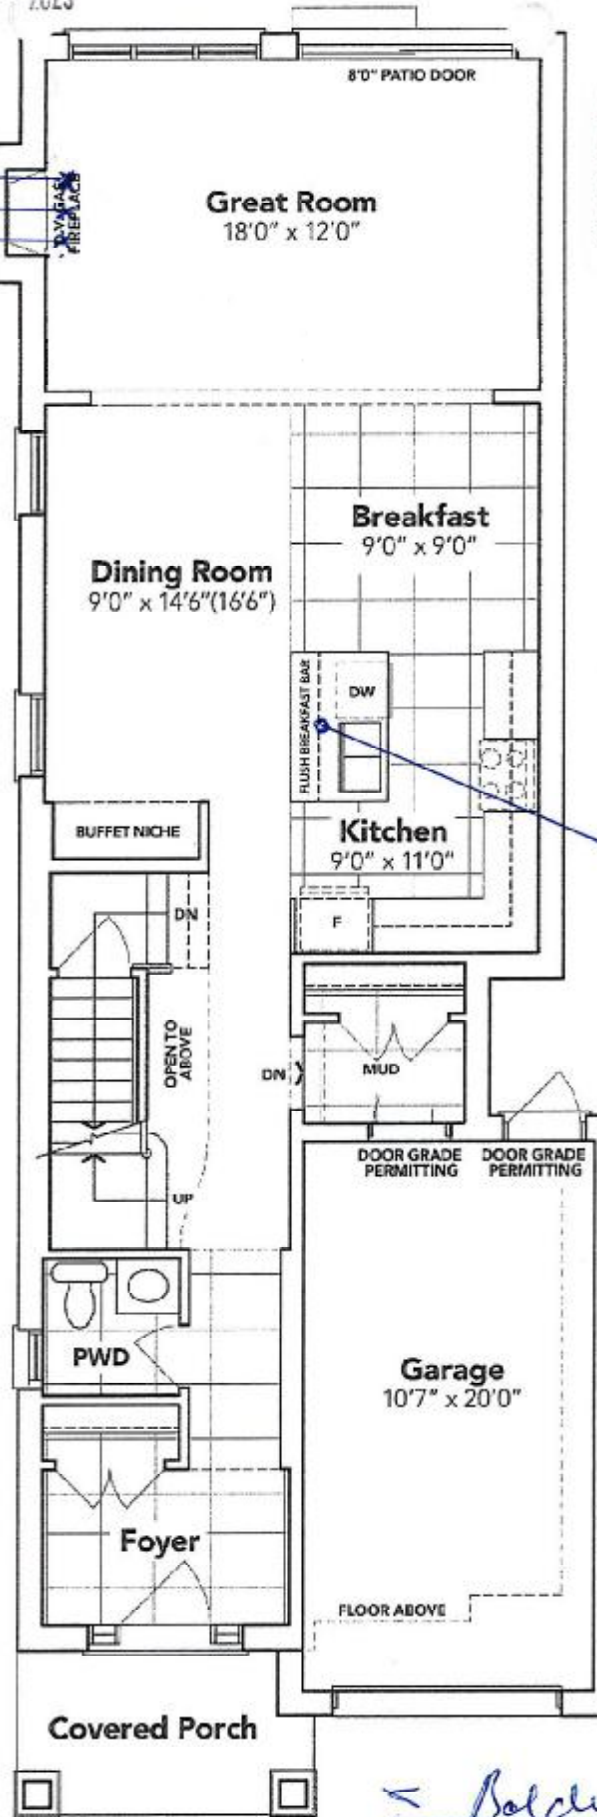 8'0" PATIO DOOR
FIREPLACE
Great Room
18'0" x 12'0"
Breakfast
9'0" x 9'0"
Dining Room
9'0" x 14'6"(16'6")
FLUSH BREAKFAST BAR
DW
BUFFET NICHE
Kitchen
9'0" x 11'0"
DN
F
OPEN TO
ABOVE
DN
MUD
DOOR GRADE
PERMITTING
DOOR GRADE
PERMITTING
UP
PWD
Garage
10'7" x 20'0"
Foyer
FLOOR ABOVE
Covered Porch